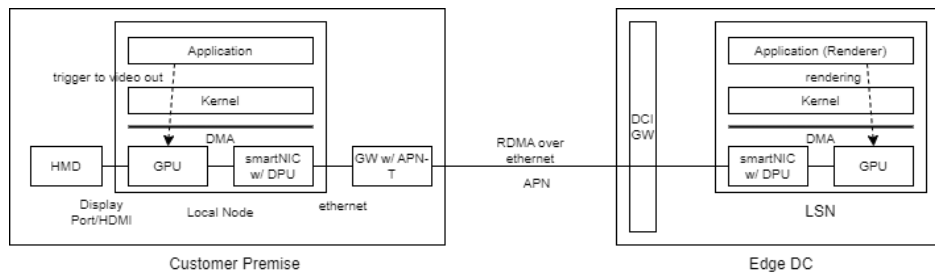 Application
trigger to video out
Kernel
DMA
HMD
GPU
smartNIC
w/ DPU
GW w/ APN-
T
Display
Port/HDMI
Local Node
ethernet
Customer Premise
RDMA over
ethernet
APN
DCI
GW
Application (Renderer)
rendering
Kernel
DMA
smartNIC
w/ DPU
GPU
LSN
Edge DC